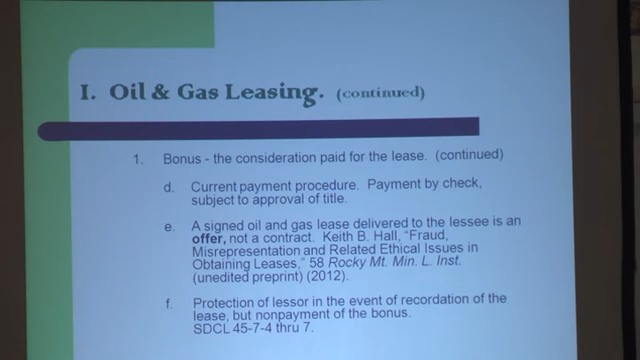 I. Oil & Gas Leasing. (continued)
1. Bonus - the consideration paid for the lease. (continued)
d. Current payment procedure. Payment by check,
subject to approval of title.
e. A signed oil and gas lease delivered to the lessee is an
offer, not a contract. Keith B. Hall, “Fraud,
Misrepresentation and Related Ethical Issues in
Obtaining Leases,” 58 Rocky Mt. Min. L. Inst.
(unedited preprint) (2012).
f. Protection of lessor in the event of recordation of the
lease, but nonpayment of the bonus.
SDCL 45-7-4 thru 7.